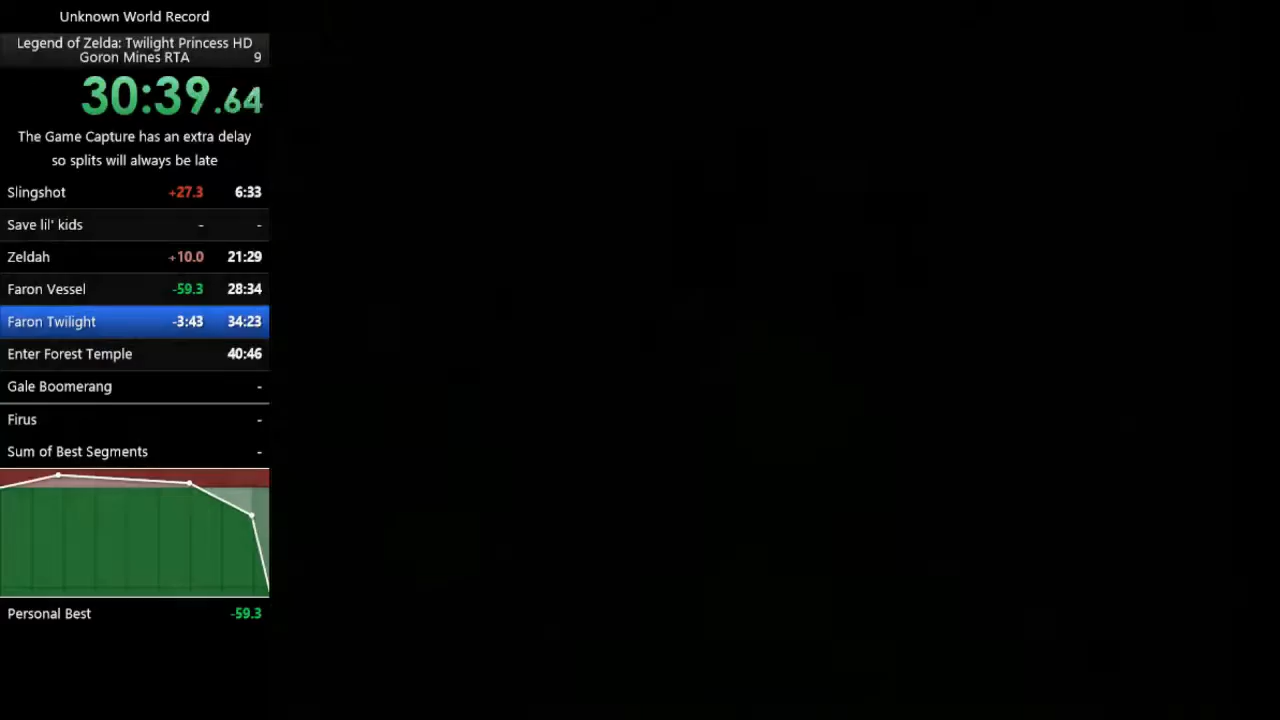 Unknown World Record
Legend of Zelda: Twilight Princess HD
Goron Mines RTA 9
30:39.64
The Game Capture has an extra delay
so splits will always be late
Slingshot +27.3 6:33
Save lil' kids - -
Zeldah +10.0 21:29
Faron Vessel -59.3 28:34
Faron Twilight -3:43 34:23
Enter Forest Temple 40:46
Gale Boomerang -
Firus -
Sum of Best Segments -
Personal Best -59.3